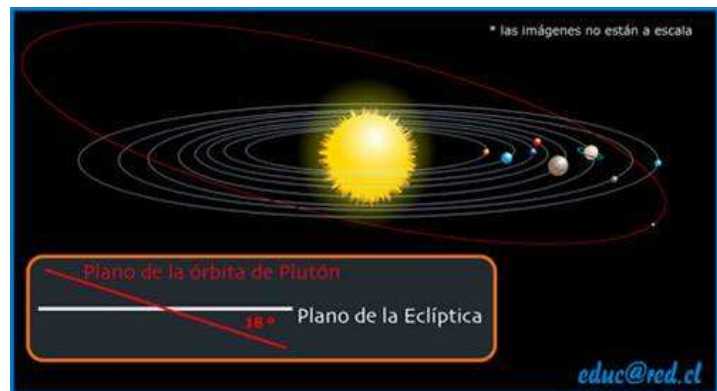 * las imágenes no están a escala
Plano de la órbita de Plutón
18 º
Plano de la Eclíptica
educ@red.cl